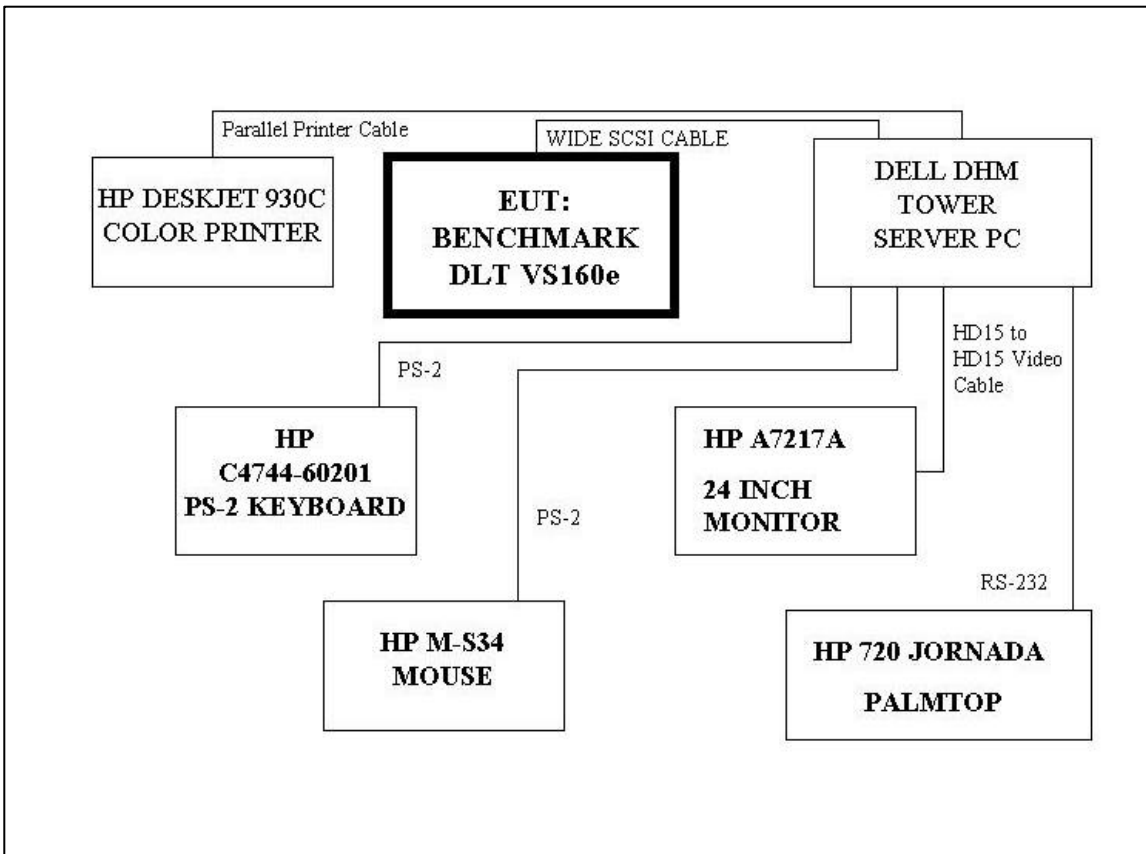 Parallel Printer Cable
WIDE SCSI CABLE
HP DESKJET 930C
COLOR PRINTER
EUT:
BENCHMARK
DLT VS160e
DELL DHM
TOWER
SERVER PC
PS-2
HD15 to
HD15 Video
Cable
HP
C4744-60201
PS-2 KEYBOARD
PS-2
HP A7217A
24 INCH
MONITOR
RS-232
HP M-S34
MOUSE
HP 720 JORNADA
PALMTOP